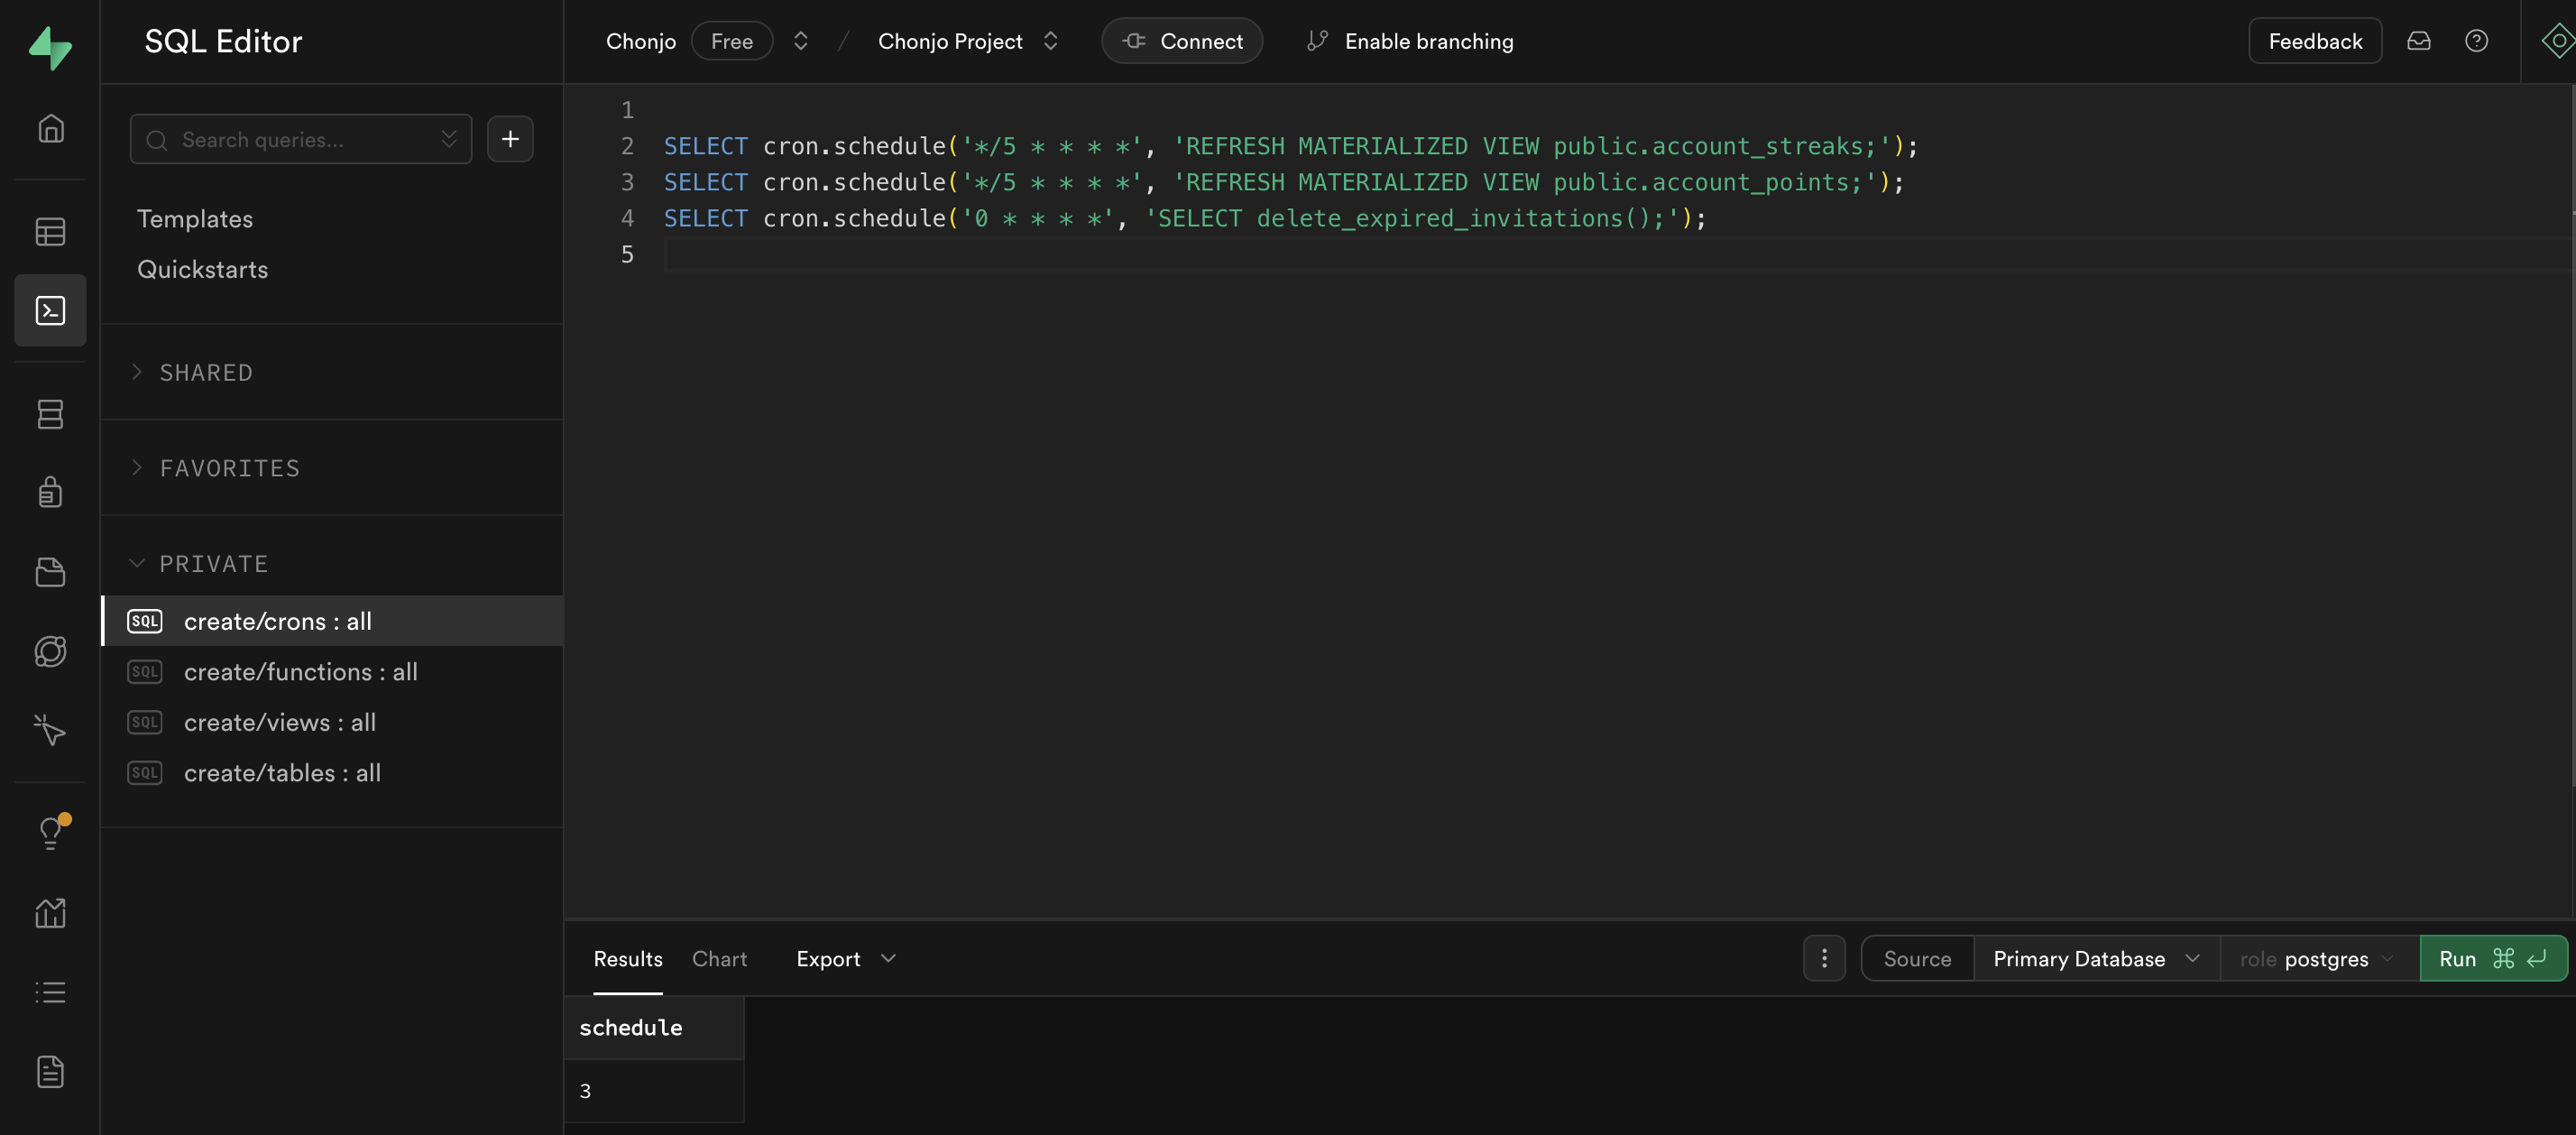 SQL Editor
Chonjo Free / Chonjo Project Connect Enable branching Feedback
Search queries...
Templates
Quickstarts
SHARED
FAVORITES
PRIVATE
SQL create/crons : all
SQL create/functions : all
SQL create/views : all
SQL create/tables : all
1
2 SELECT cron.schedule('*/5 * * * *', 'REFRESH MATERIALIZED VIEW public.account_streaks;');
3 SELECT cron.schedule('*/5 * * * *', 'REFRESH MATERIALIZED VIEW public.account_points;');
4 SELECT cron.schedule('0 * * * *', 'SELECT delete_expired_invitations();');
5
Results Chart Export Source Primary Database role postgres Run ⌘ ↵
schedule
3